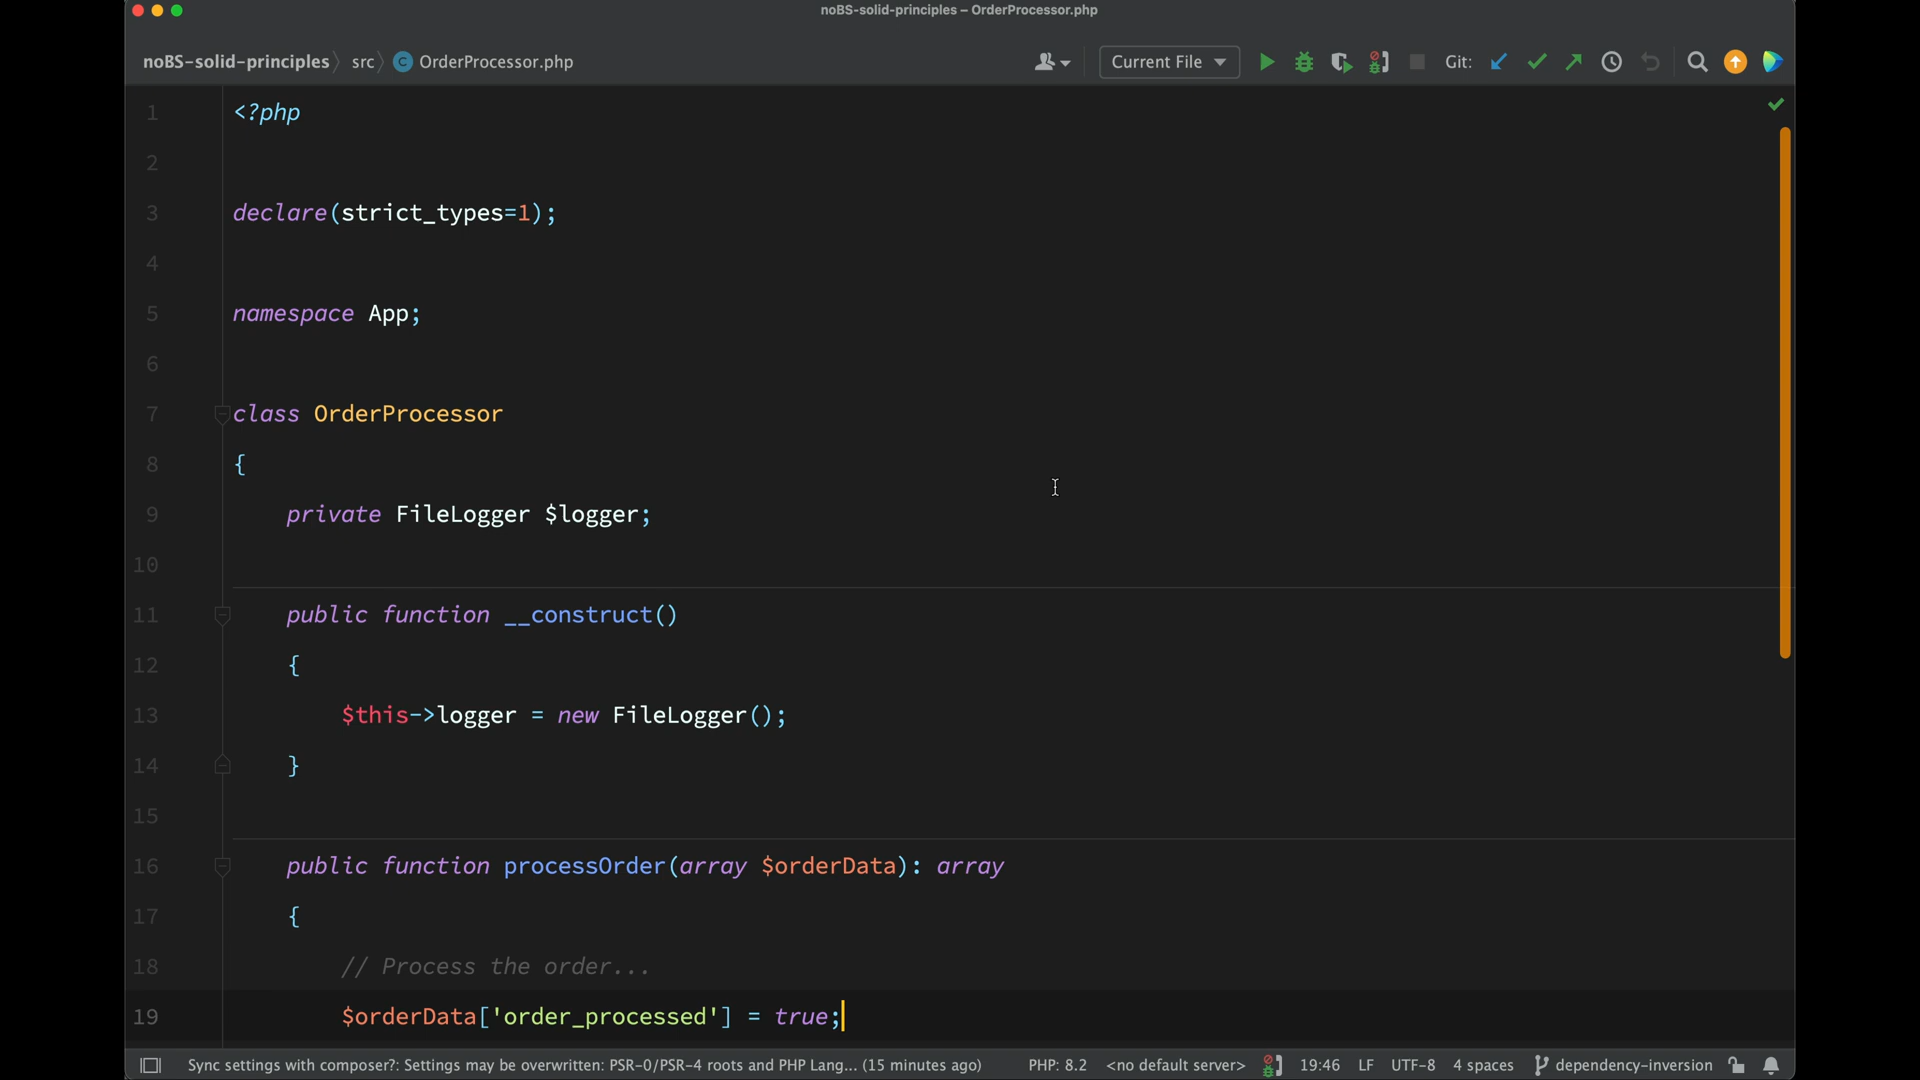 noBS-solid-principles – OrderProcessor.php
noBS-solid-principles src OrderProcessor.php Current File Git:
1 <?php
2
3 declare(strict_types=1);
4
5 namespace App;
6
7 class OrderProcessor
8 {
9 private FileLogger $logger;
10
11 public function __construct()
12 {
13 $this->logger = new FileLogger();
14 }
15
16 public function processOrder(array $orderData): array
17 {
18 // Process the order...
19 $orderData['order_processed'] = true;
Sync settings with composer?: Settings may be overwritten: PSR-0/PSR-4 roots and PHP Lang... (15 minutes ago) PHP: 8.2 <no default server> 19:46 LF UTF-8 4 spaces dependency-inversion